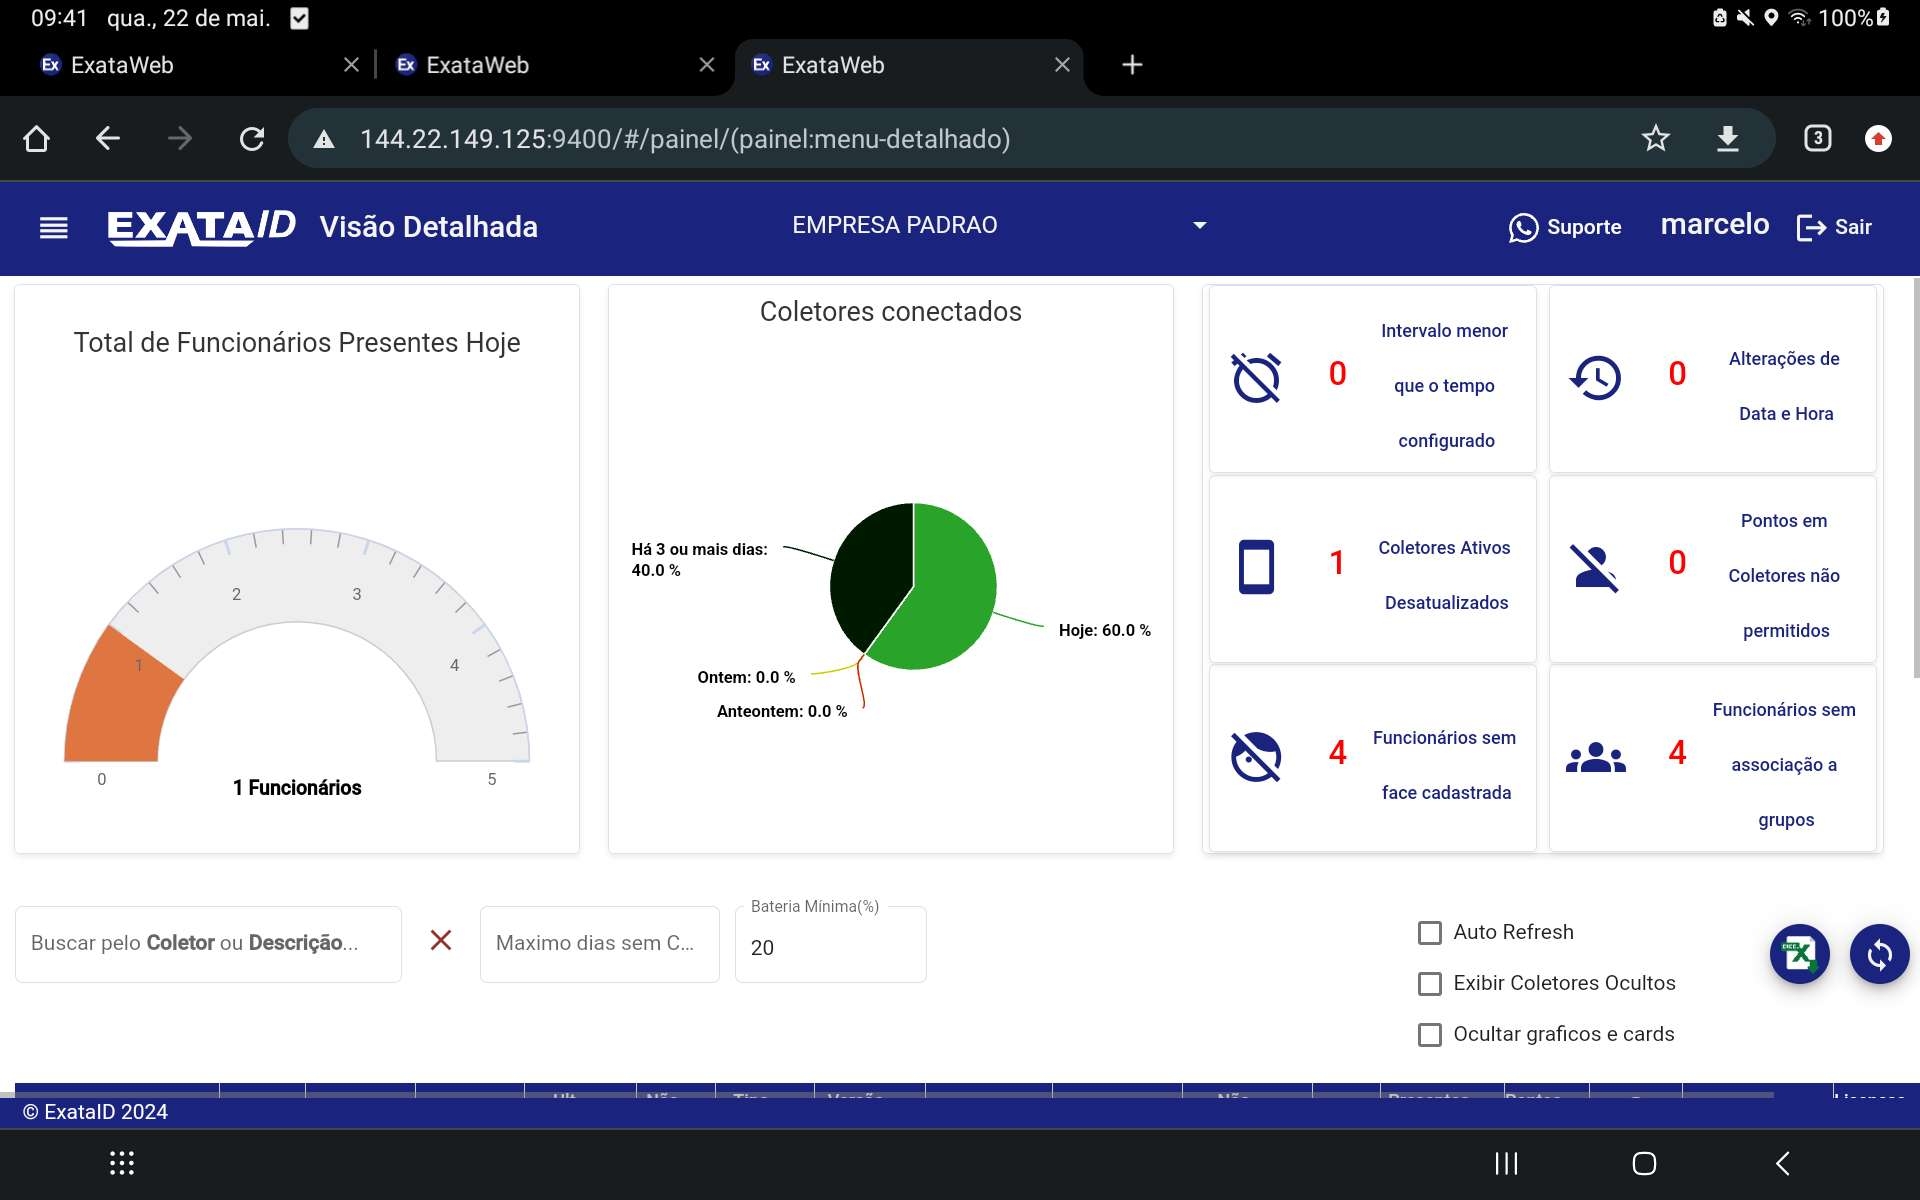 09:41 qua., 22 de mai. 100%
Ex ExataWeb Ex ExataWeb Ex ExataWeb
144.22.149.125:9400/#/painel/(painel:menu-detalhado) 3
EXATAID Visão Detalhada EMPRESA PADRAO Suporte marcelo Sair
Total de Funcionários Presentes Hoje
0
1
2
3
4
5
1 Funcionários
Coletores conectados
Há 3 ou mais dias:
40.0 %
Hoje: 60.0 %
Ontem: 0.0 %
Anteontem: 0.0 %
0 Intervalo menor
que o tempo
configurado
0 Alterações de
Data e Hora
1 Coletores Ativos
Desatualizados
0 Pontos em
Coletores não
permitidos
4 Funcionários sem
face cadastrada
4 Funcionários sem
associação a
grupos
Buscar pelo Coletor ou Descrição...
Maximo dias sem C...
Bateria Mínima(%)
20
Auto Refresh
Exibir Coletores Ocultos
Ocultar graficos e cards
© ExataID 2024